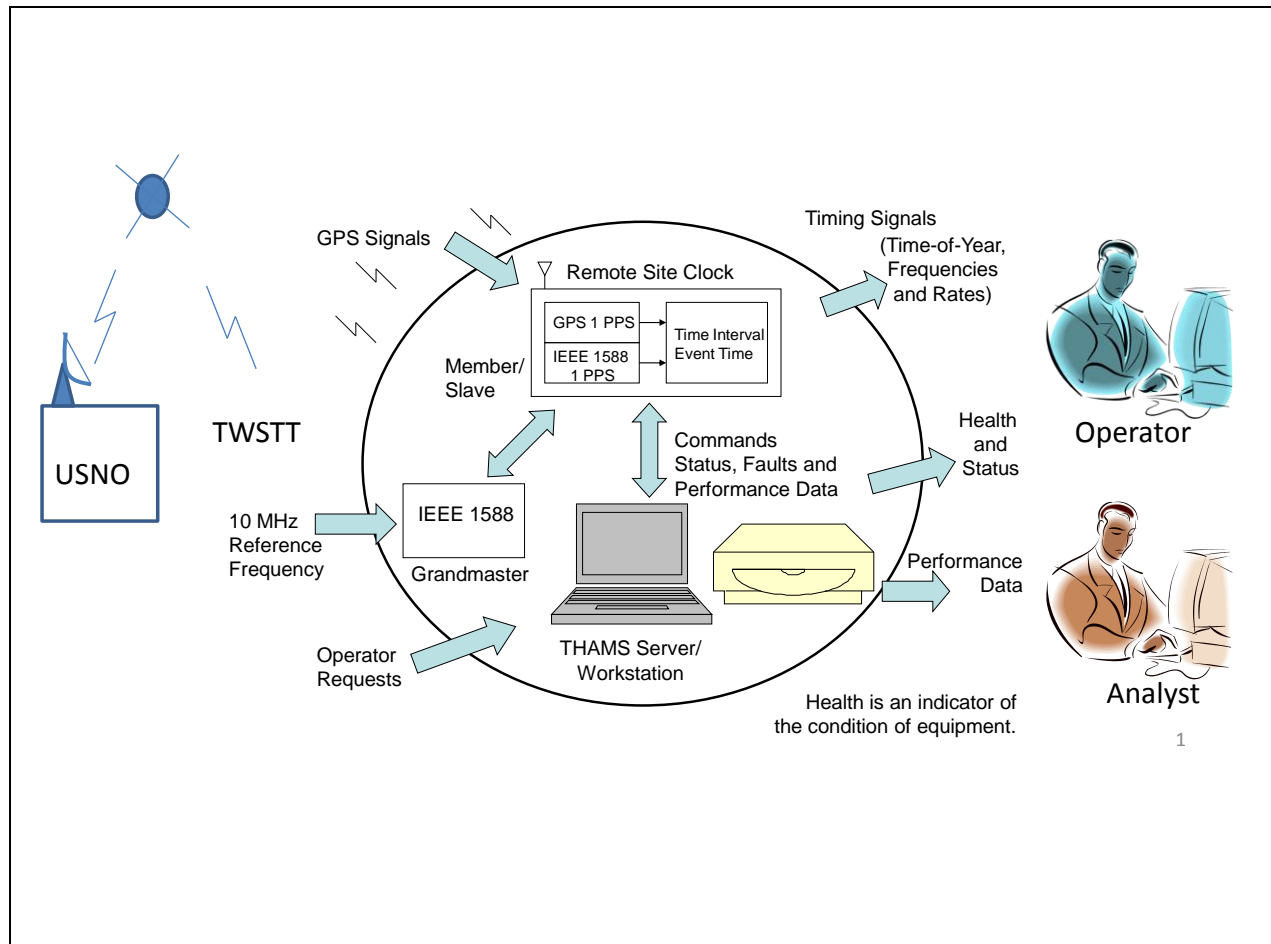 GPS Signals
Timing Signals
(Time-of-Year,
Frequencies
and Rates)
Remote Site Clock
GPS 1 PPS
IEEE 1588
1 PPS
Time Interval
Event Time
Member/
Slave
TWSTT
USNO
Commands
Status, Faults and
Performance Data
Health
and
Status
Operator
10 MHz
Reference
Frequency
IEEE 1588
Grandmaster
Performance
Data
Operator
Requests
THAMS Server/
Workstation
Analyst
Health is an indicator of
the condition of equipment.
1